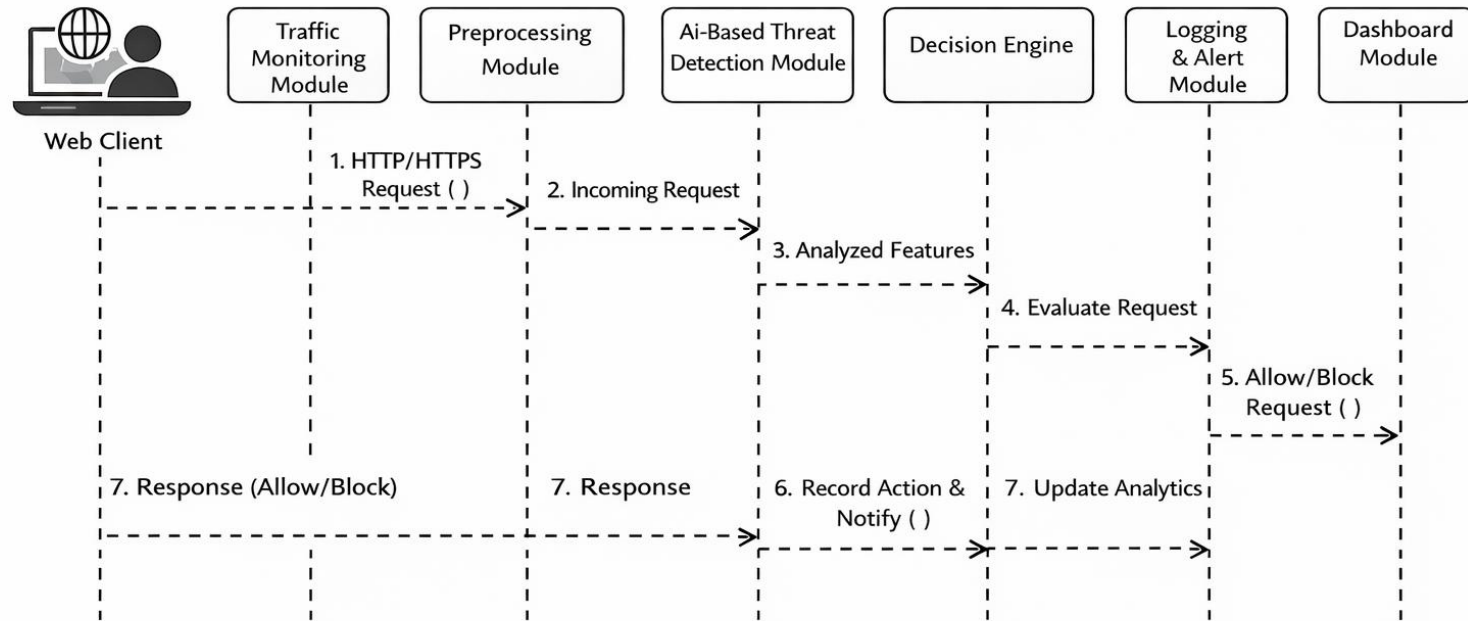 Web Client
Traffic
Monitoring
Module
Preprocessing
Module
Ai-Based Threat
Detection Module
Decision Engine
Logging
& Alert
Module
Dashboard
Module
1. HTTP/HTTPS
Request ( )
2. Incoming Request
3. Analyzed Features
4. Evaluate Request
5. Allow/Block
Request ( )
7. Response (Allow/Block)
7. Response
6. Record Action &
Notify ( )
7. Update Analytics